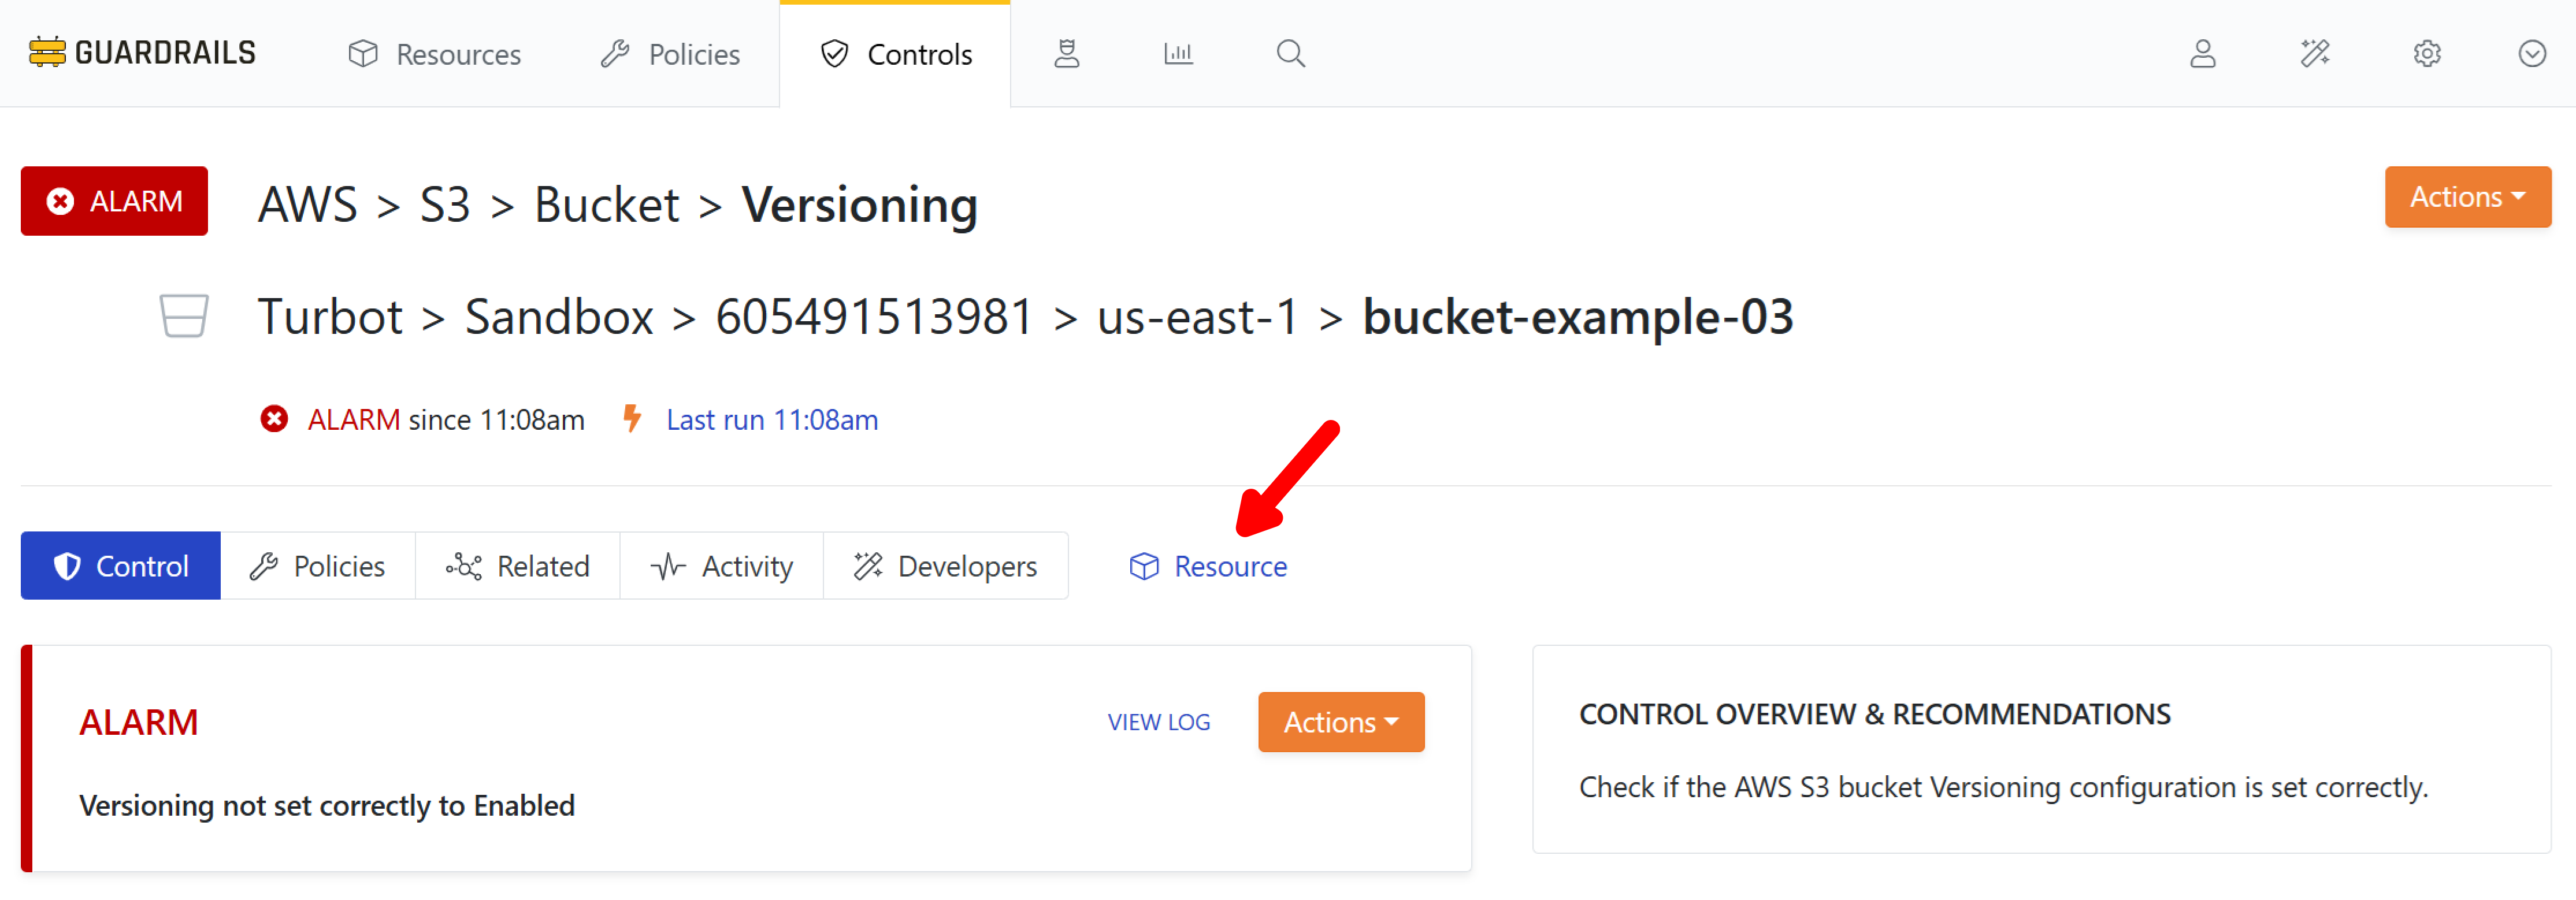 GUARDRAILS Resources Policies Controls
ALARM AWS > S3 > Bucket > Versioning Actions
Turbot > Sandbox > 605491513981 > us-east-1 > bucket-example-03
ALARM since 11:08am Last run 11:08am
Control Policies Related Activity Developers Resource
ALARM VIEW LOG Actions
Versioning not set correctly to Enabled
CONTROL OVERVIEW & RECOMMENDATIONS
Check if the AWS S3 bucket Versioning configuration is set correctly.